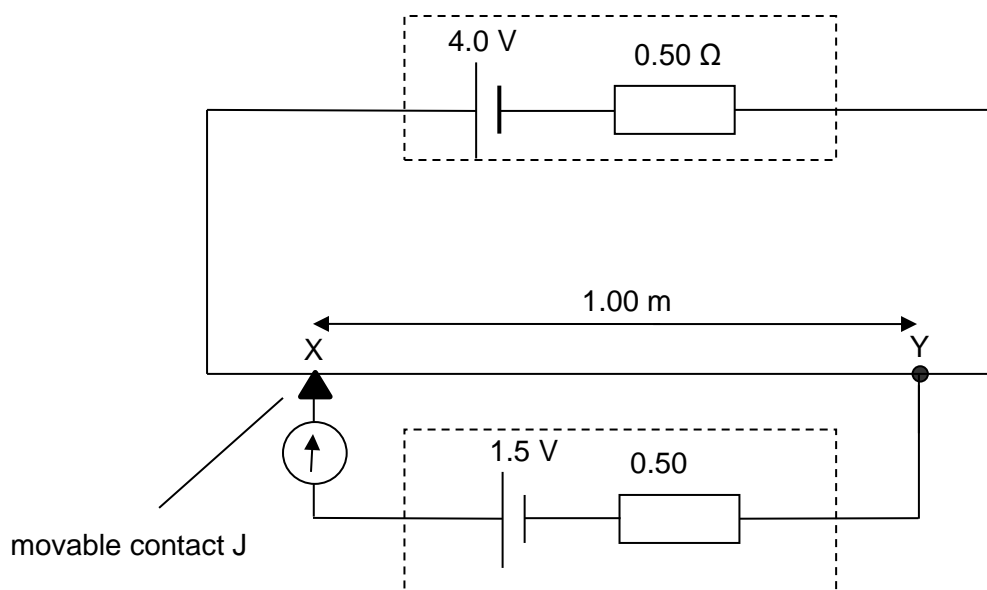 4.0 V
0.50 Ω
1.00 m
X
Y
1.5 V
0.50
movable contact J